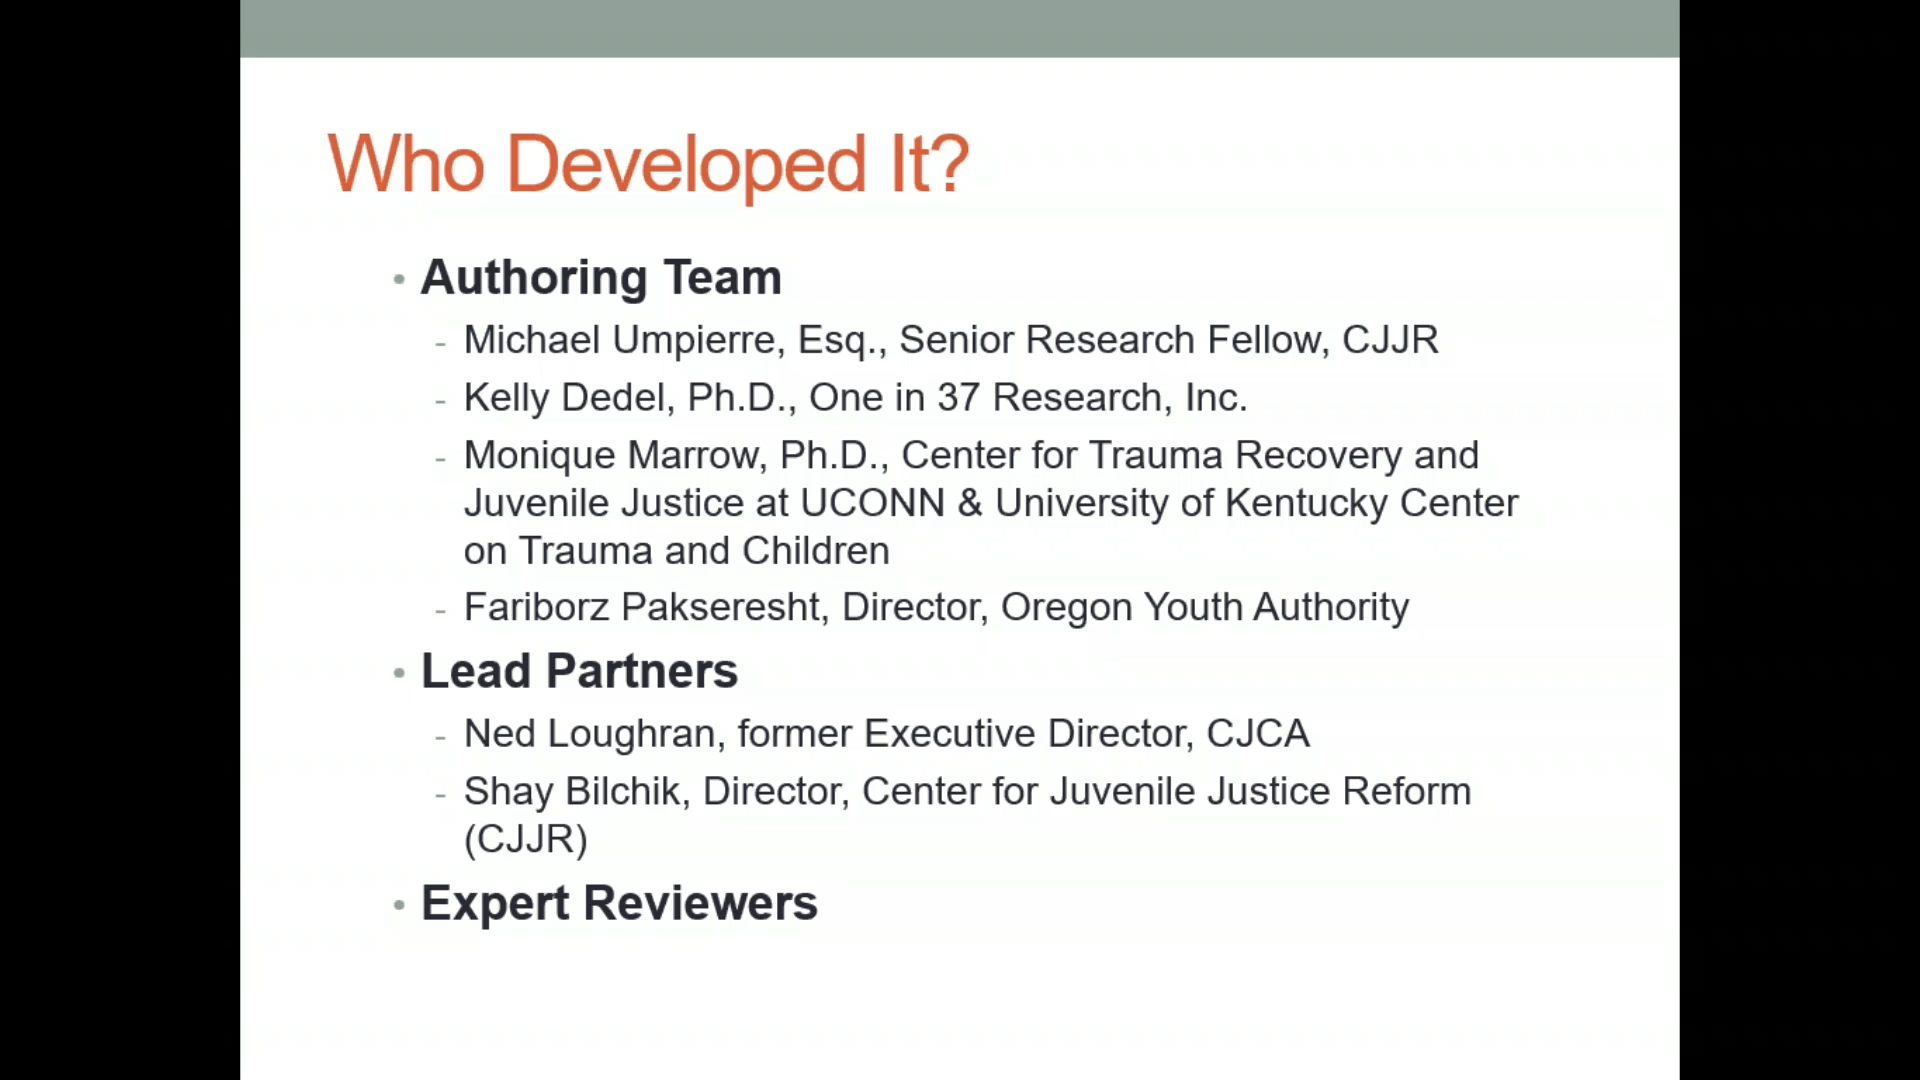 Who Developed It?
• Authoring Team
- Michael Umpierre, Esq., Senior Research Fellow, CJJR
- Kelly Dedel, Ph.D., One in 37 Research, Inc.
- Monique Marrow, Ph.D., Center for Trauma Recovery and
Juvenile Justice at UCONN & University of Kentucky Center
on Trauma and Children
- Fariborz Pakseresht, Director, Oregon Youth Authority
• Lead Partners
- Ned Loughran, former Executive Director, CJCA
- Shay Bilchik, Director, Center for Juvenile Justice Reform
(CJJR)
• Expert Reviewers